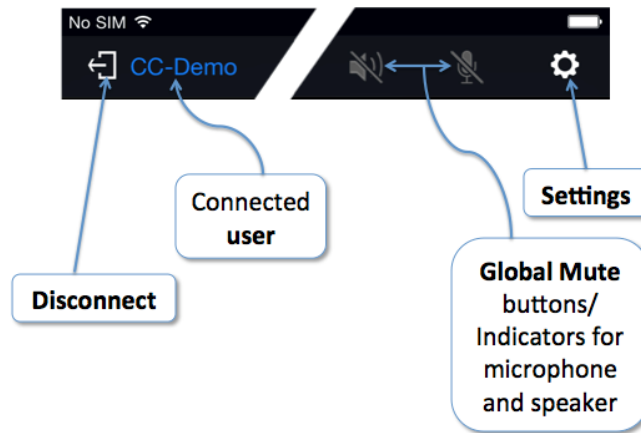 No SIM
CC-Demo
Connected
user
Settings
Disconnect
Global Mute
buttons/
Indicators for
microphone
and speaker